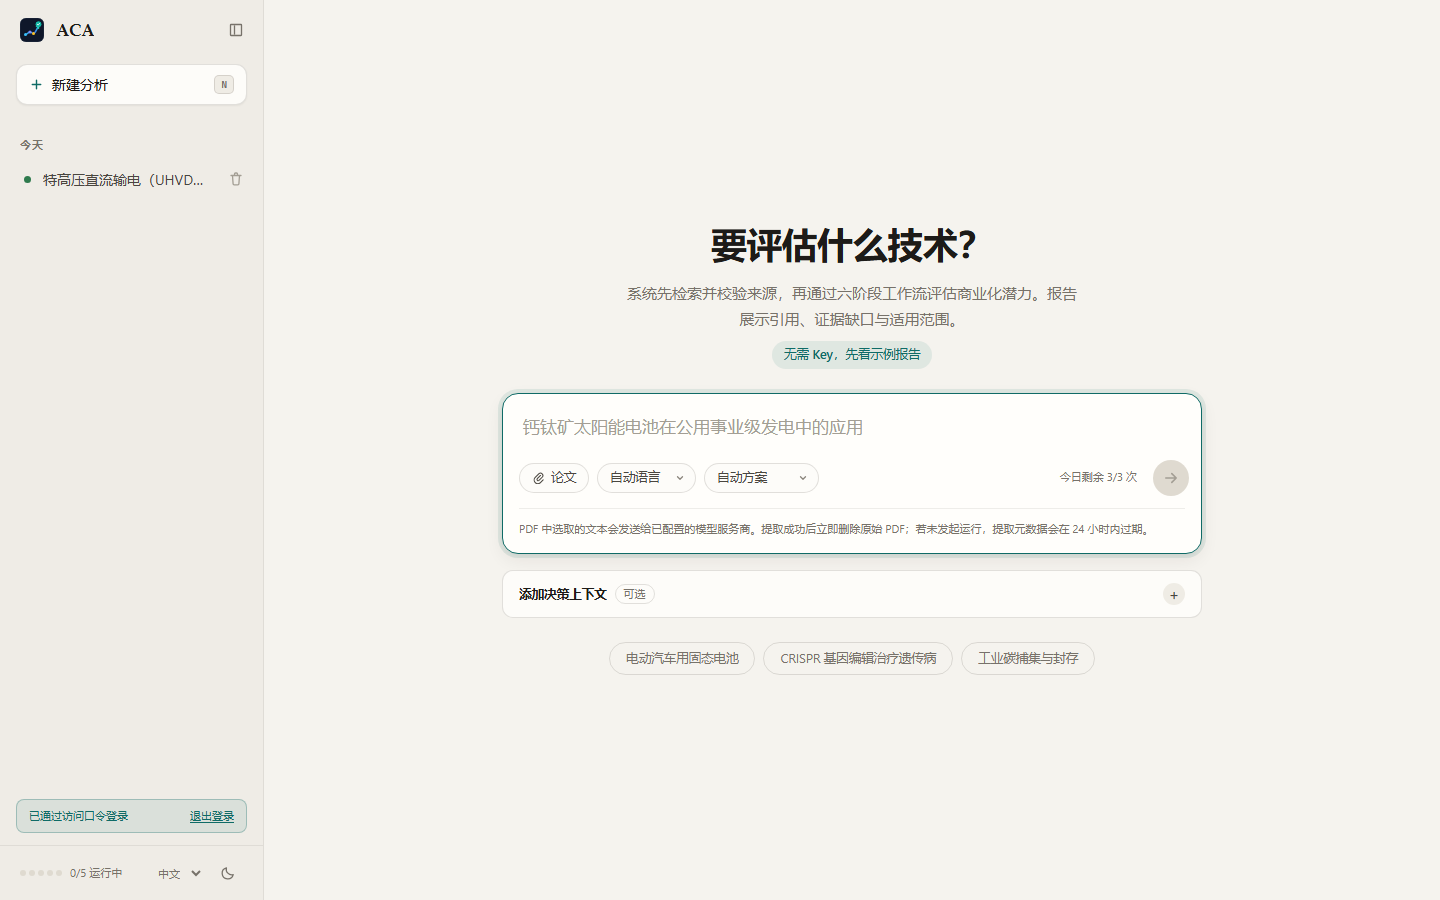 ACA
新建分析
N
今天
特高压直流输电（UHVD...
要评估什么技术？
系统先检索并校验来源，再通过六阶段工作流评估商业化潜力。报告
展示引用、证据缺口与适用范围。
无需 Key，先看示例报告
钙钛矿太阳能电池在公用事业级发电中的应用
论文
自动语言
自动方案
今日剩余 3/3 次
PDF 中选取的文本会发送给已配置的模型服务商。提取成功后立即删除原始 PDF；若未发起运行，提取元数据会在 24 小时内过期。
添加决策上下文
可选
电动汽车用固态电池
CRISPR 基因编辑治疗遗传病
工业碳捕集与封存
已通过访问口令登录
退出登录
0/5 运行中
中文